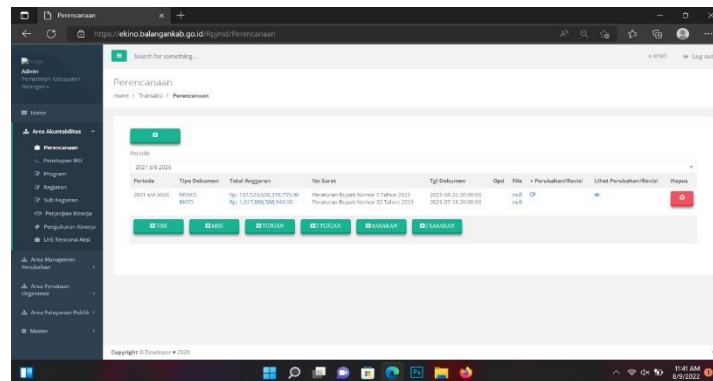 Perencanaan
https://ekino.balangankab.go.id/Rpjmd/Perencanaan
Search for something...
e-KINO
Log out
Admin
Pemerintah Kabupaten
Balangan
Perencanaan
Home / Transaksi / Perencanaan
Home
Area Akuntabilitas
Perencanaan
Penetapan IKU
Program
Kegiatan
Sub Kegiatan
Perjanjian Kinerja
Pengukuran Kinerja
LHE Rencana Aksi
Area Manajemen
Perubahan
Area Penataan
Organisasi
Area Pelayanan Publik
Master
Periode
2021 s/d 2026
Periode Tipe Dokumen Total Anggaran No Surat Tgl Dokumen Opd File + Perubahan/Revisi Lihat Perubahan/Revisi Hapus
2021 s/d 2026 RPJMD Peraturan Bupati Nomor 3 Tahun 2021 null
RKPD Peraturan Bupati Nomor 32 Tahun 2021 null
VISI MISI TUJUAN I TUJUAN SASARAN I SASARAN
Copyright © Developer
11:41 AM
8/9/2022